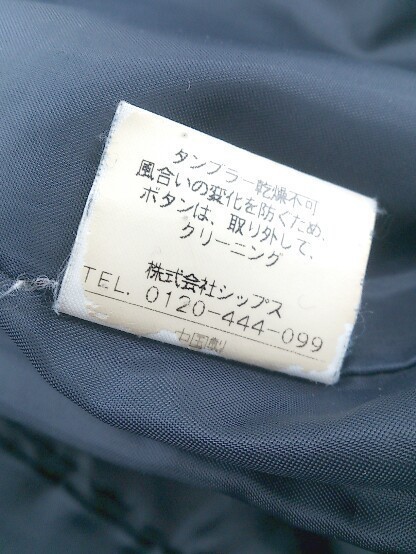 タンブラー乾燥不可
風合いの変化を防ぐため、
ボタンは、取り外して、
クリーニング
株式会社シップス
TEL. 0120-444-099
中国製